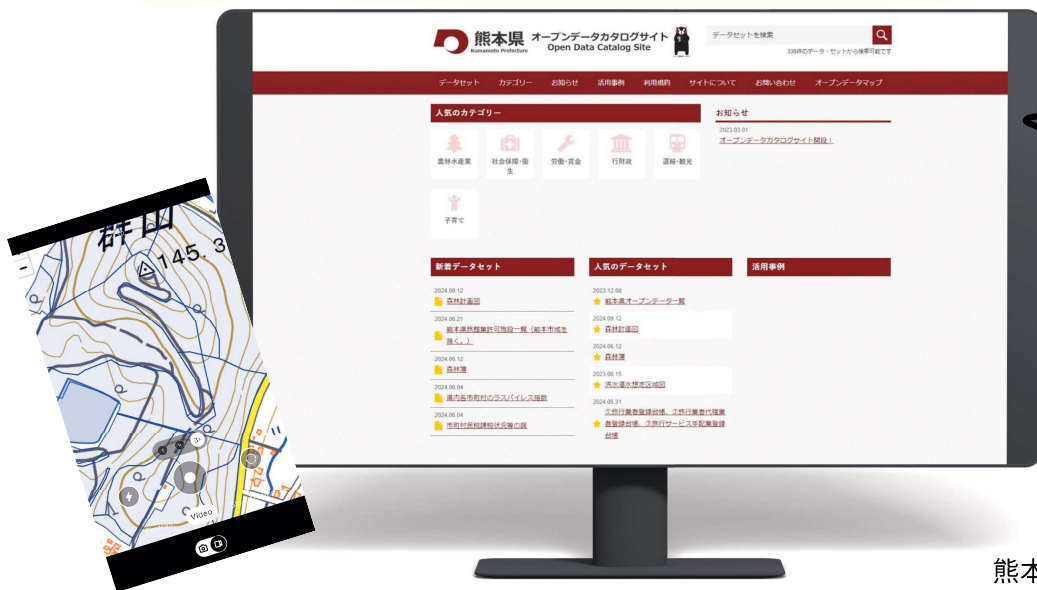 熊本県
Kumamoto Prefecture
オープンデータカタログサイト
Open Data Catalog Site
データセットを検索
338件のデータ・セットから検索可能です
データセット カテゴリー お知らせ 活用事例 利用規約 サイトについて お問い合わせ オープンデータマップ
人気のカテゴリー
農林水産業
社会保障・衛生
労働・賃金
行財政
運輸・観光
子育て
お知らせ
2023.03.01
オープンデータカタログサイト開設！
新着データセット
2024.09.12
森林計画図
2024.06.21
熊本県旅館業許可施設一覧（熊本市域を
除く。）
2024.06.12
森林簿
2024.06.04
県内各市町村のラスパイレス指数
2024.06.04
市町村民税課税状況等の調
人気のデータセット
2023.12.06
熊本県オープンデータ一覧
2024.09.12
森林計画図
2024.06.12
森林簿
2023.08.15
洪水浸水想定区域図
2024.05.31
①旅行業者登録台帳、②旅行業者代理業
者登録台帳、③旅行サービス手配業登録
台帳
活用事例
群山
145.3
Video
熊本